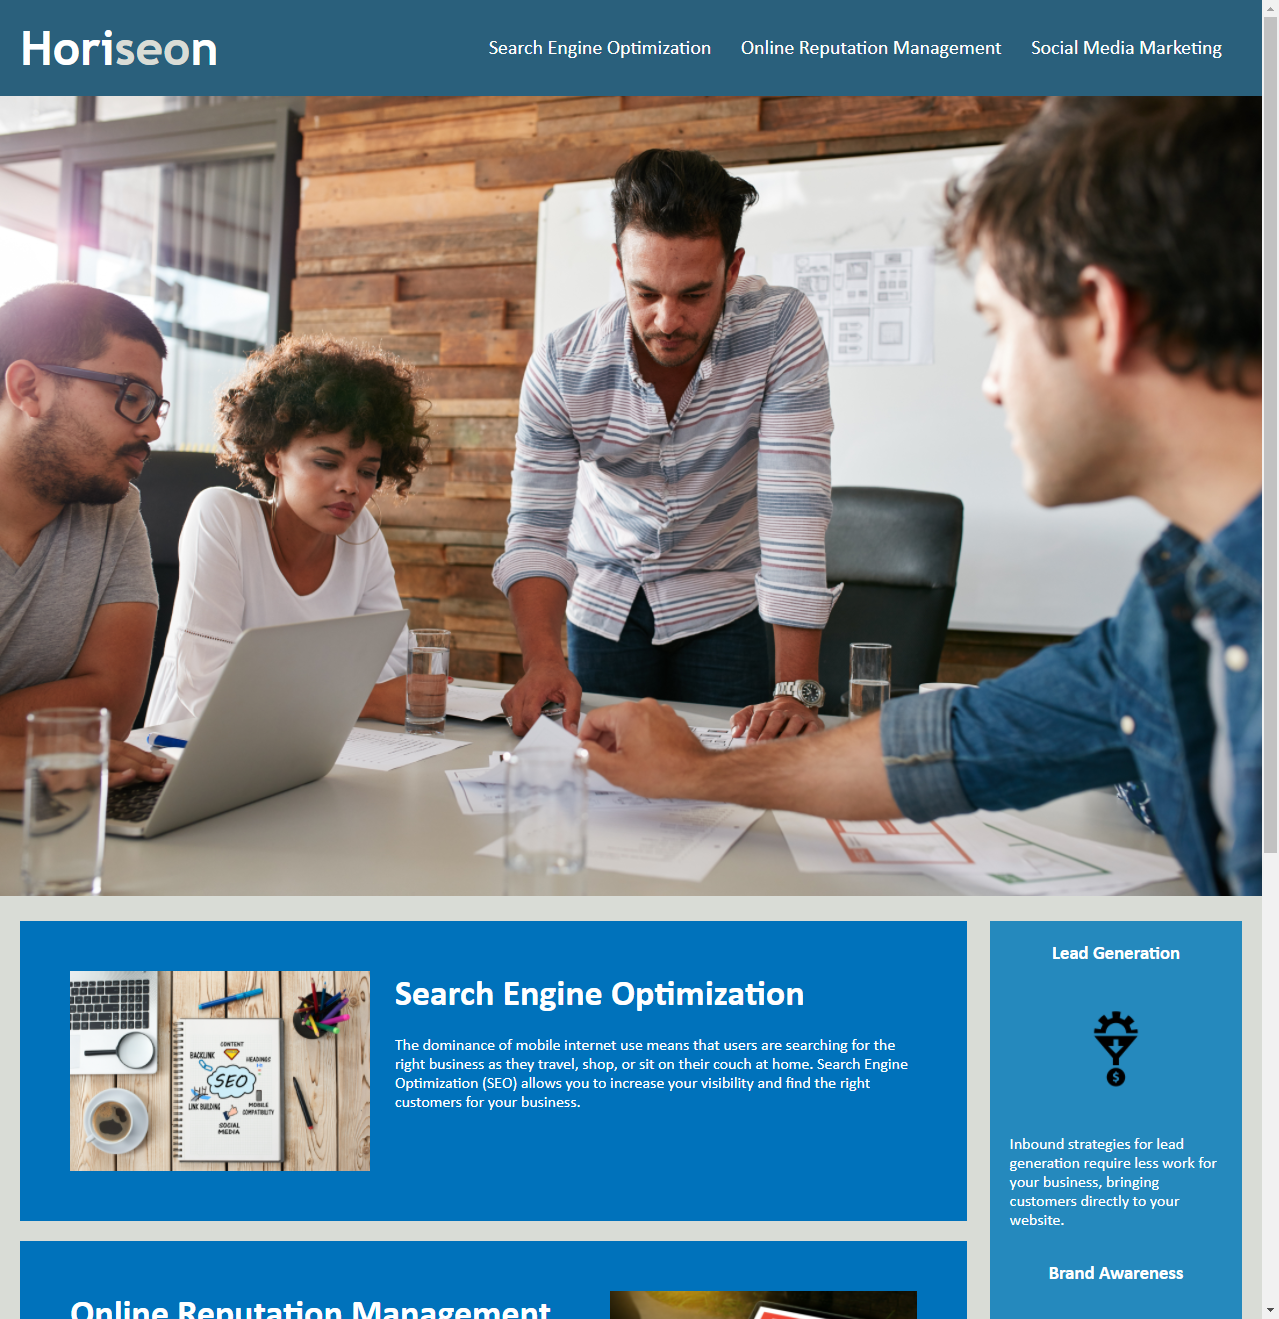 Horiseon
Search Engine Optimization
Online Reputation Management
Social Media Marketing
CONTENT
BACKLINK
HEADINGS
SEO
LINK BUILDING
MOBILE
COMPATIBILITY
SOCIAL
MEDIA
Search Engine Optimization
The dominance of mobile internet use means that users are searching for the
right business as they travel, shop, or sit on their couch at home. Search Engine
Optimization (SEO) allows you to increase your visibility and find the right
customers for your business.
Lead Generation
$
Inbound strategies for lead
generation require less work for
your business, bringing
customers directly to your
website.
Brand Awareness
Online Reputation Management